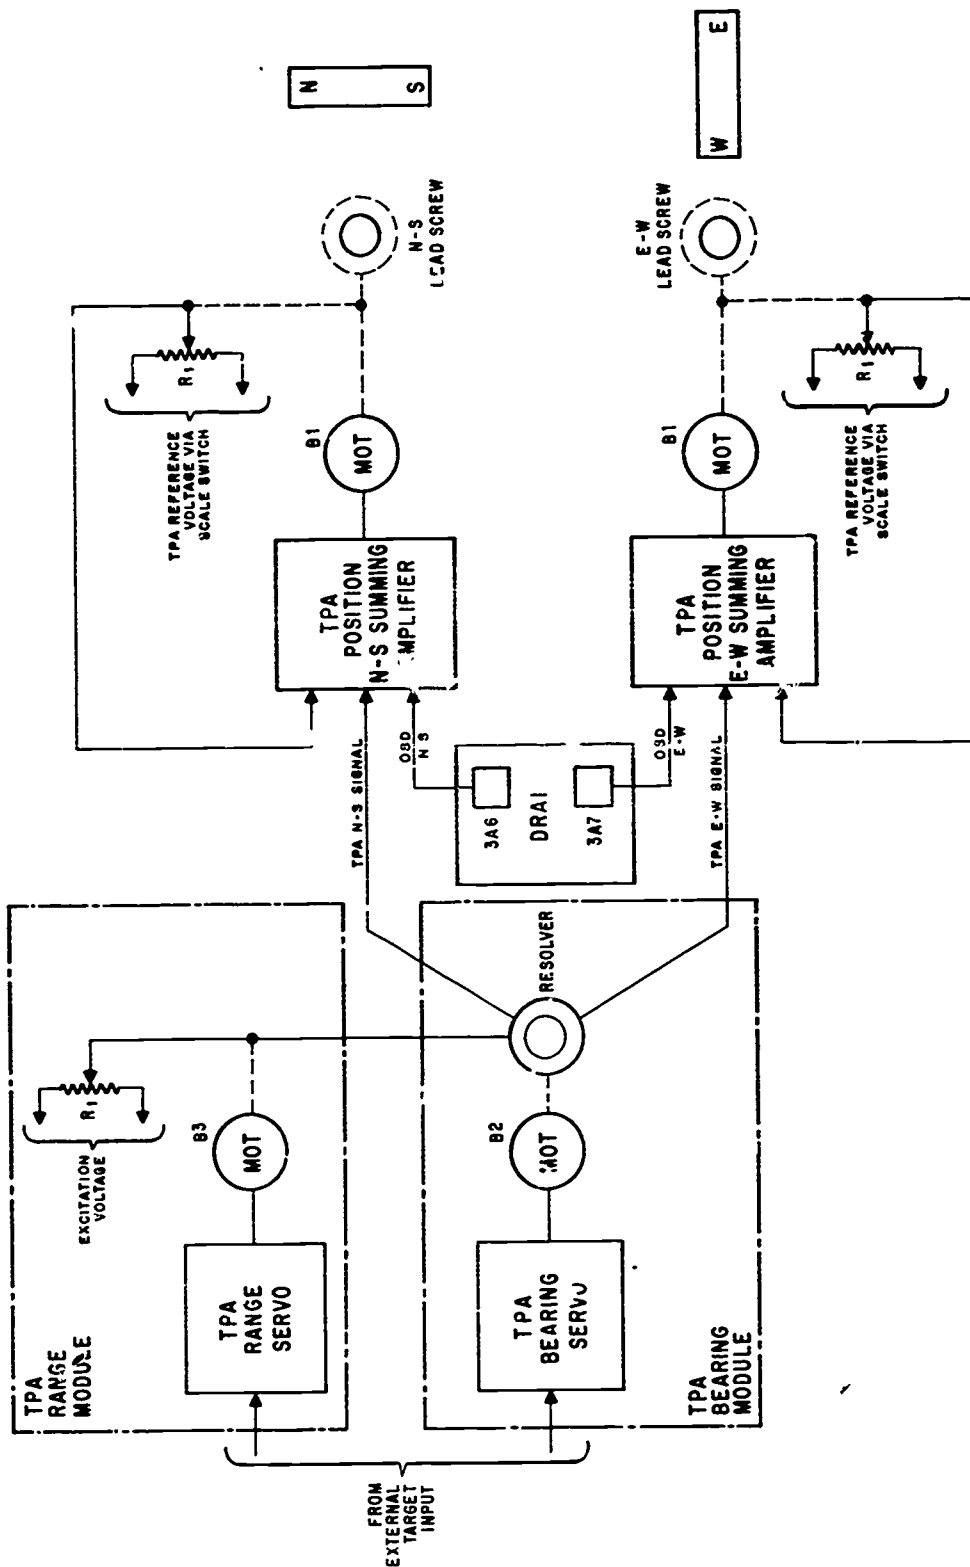 TPA
RANGE
MODULE
EXCITATION
VOLTAGE
R1
B3
MOT
TPA
RANGE
SERVO
FROM
EXTERNAL
TARGET
INPUT
TPA
BEARING
SERVO
B2
MOT
RESOLVER
TPA
BEARING
MODULE
TPA N-S SIGNAL
OSD
N S
3A6
DRAI
3A7
OSD
E-W
TPA E-W SIGNAL
TPA REFERENCE
VOLTAGE VIA
SCALE SWITCH
R1
TPA
POSITION
N-S SUMMING
AMPLIFIER
B1
MOT
N-S
LEAD SCREW
N
S
TPA
POSITION
E-W SUMMING
AMPLIFIER
B1
MOT
E-W
LEAD SCREW
W E
R1
TPA REFERENCE
VOLTAGE VIA
SCALE SWITCH